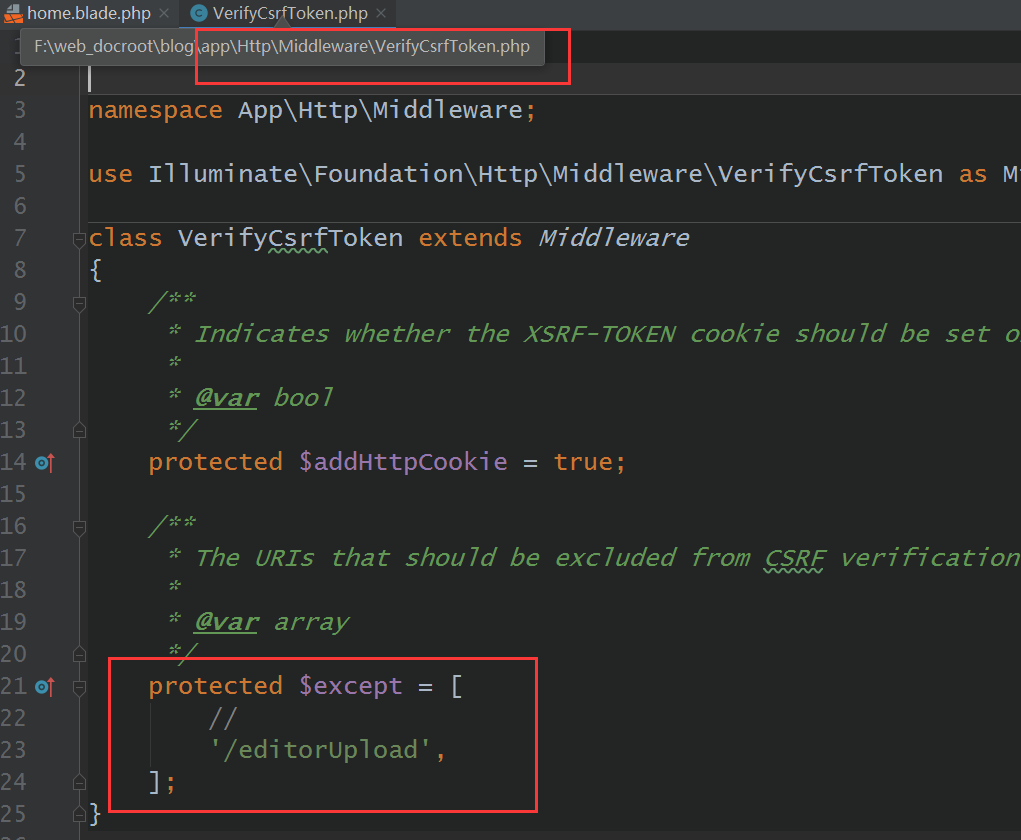 home.blade.php
VerifyCsrfToken.php
F:\web_docroot\blog\app\Http\Middleware\VerifyCsrfToken.php
2
3 namespace App\Http\Middleware;
4
5 use Illuminate\Foundation\Http\Middleware\VerifyCsrfToken as
6
7 class VerifyCsrfToken extends Middleware
8 {
9 /**
10 * Indicates whether the XSRF-TOKEN cookie should be set
11 *
12 * @var bool
13 */
14 protected $addHttpCookie = true;
15
16 /**
17 * The URIs that should be excluded from CSRF verification
18 *
19 * @var array
20 */
21 protected $except = [
22 //
23 '/editorUpload',
24 ];
25 }